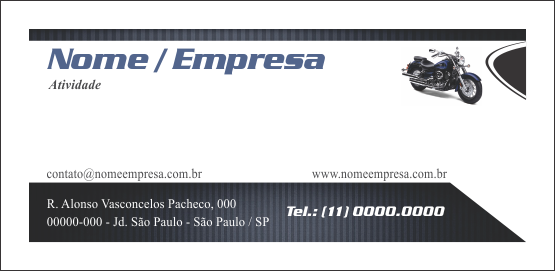 Nome / Empresa
Atividade
contato@nomeempresa.com.br www.nomeempresa.com.br
R. Alonso Vasconcelos Pacheco, 000
00000-000 - Jd. São Paulo - São Paulo / SP
Tel.: (11) 0000.0000